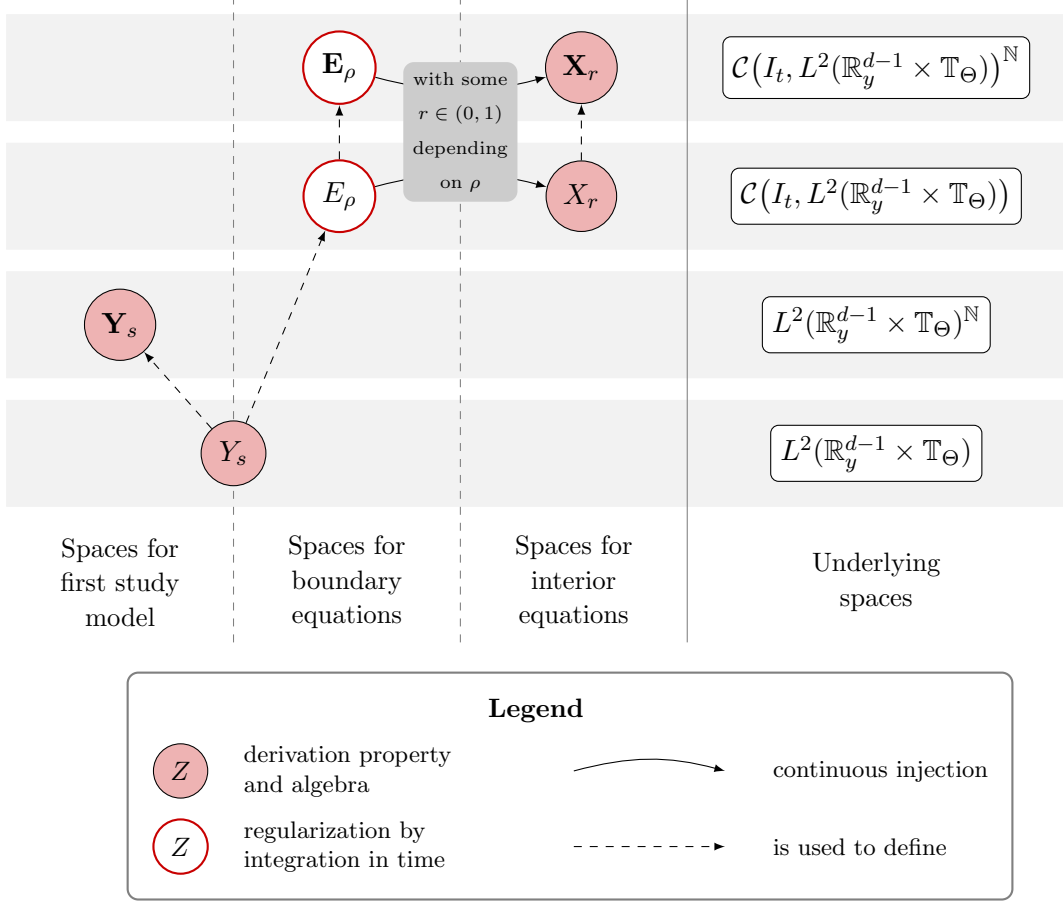 𝐄_ρ
with some
r ∈ (0, 1)
depending
on ρ
𝐗_r
𝒞(I_t, L²(ℝ_y^{d−1} × 𝕋_Θ))^ℕ
E_ρ
X_r
𝒞(I_t, L²(ℝ_y^{d−1} × 𝕋_Θ))
𝐘_s
L²(ℝ_y^{d−1} × 𝕋_Θ)^ℕ
Y_s
L²(ℝ_y^{d−1} × 𝕋_Θ)
Spaces for
first study
model
Spaces for
boundary
equations
Spaces for
interior
equations
Underlying
spaces
Legend
Z
derivation property
and algebra
continuous injection
Z
regularization by
integration in time
is used to define